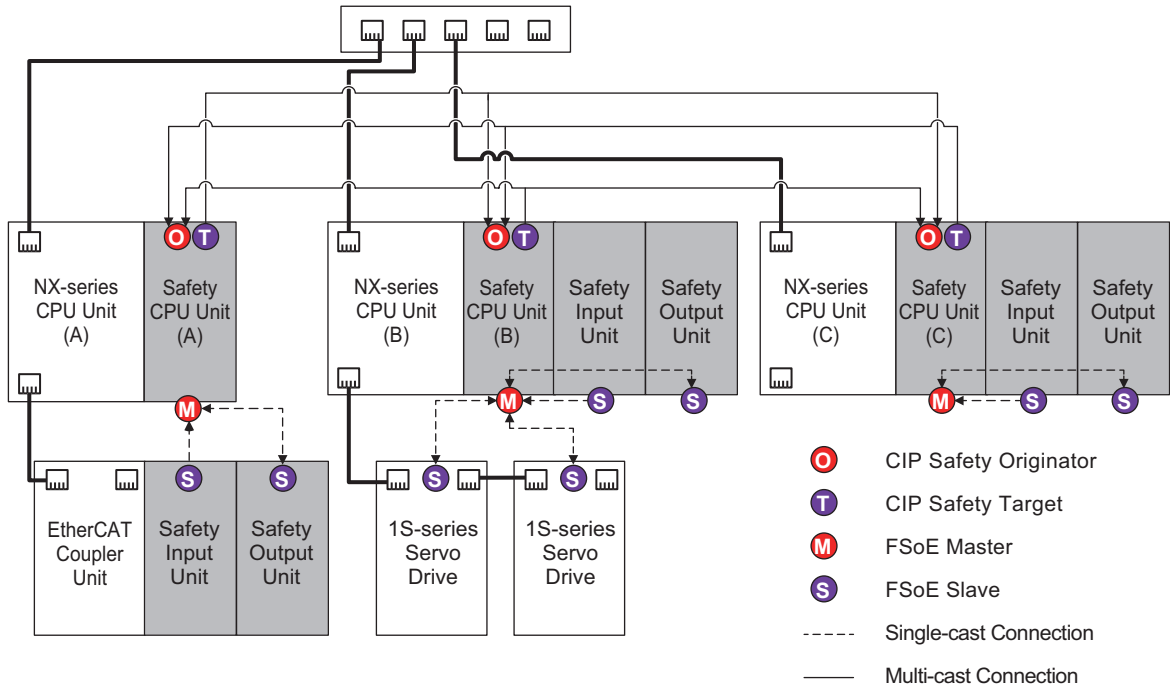 O T
NX-series
CPU Unit
(A)
Safety
CPU Unit
(A)
M
S S
EtherCAT
Coupler
Unit
Safety
Input
Unit
Safety
Output
Unit
O T
NX-series
CPU Unit
(B)
Safety
CPU Unit
(B)
Safety
Input
Unit
Safety
Output
Unit
M S S
S S
1S-series
Servo
Drive
1S-series
Servo
Drive
O T
NX-series
CPU Unit
(C)
Safety
CPU Unit
(C)
Safety
Input
Unit
Safety
Output
Unit
M S S
O CIP Safety Originator
T CIP Safety Target
M FSoE Master
S FSoE Slave
Single-cast Connection
Multi-cast Connection